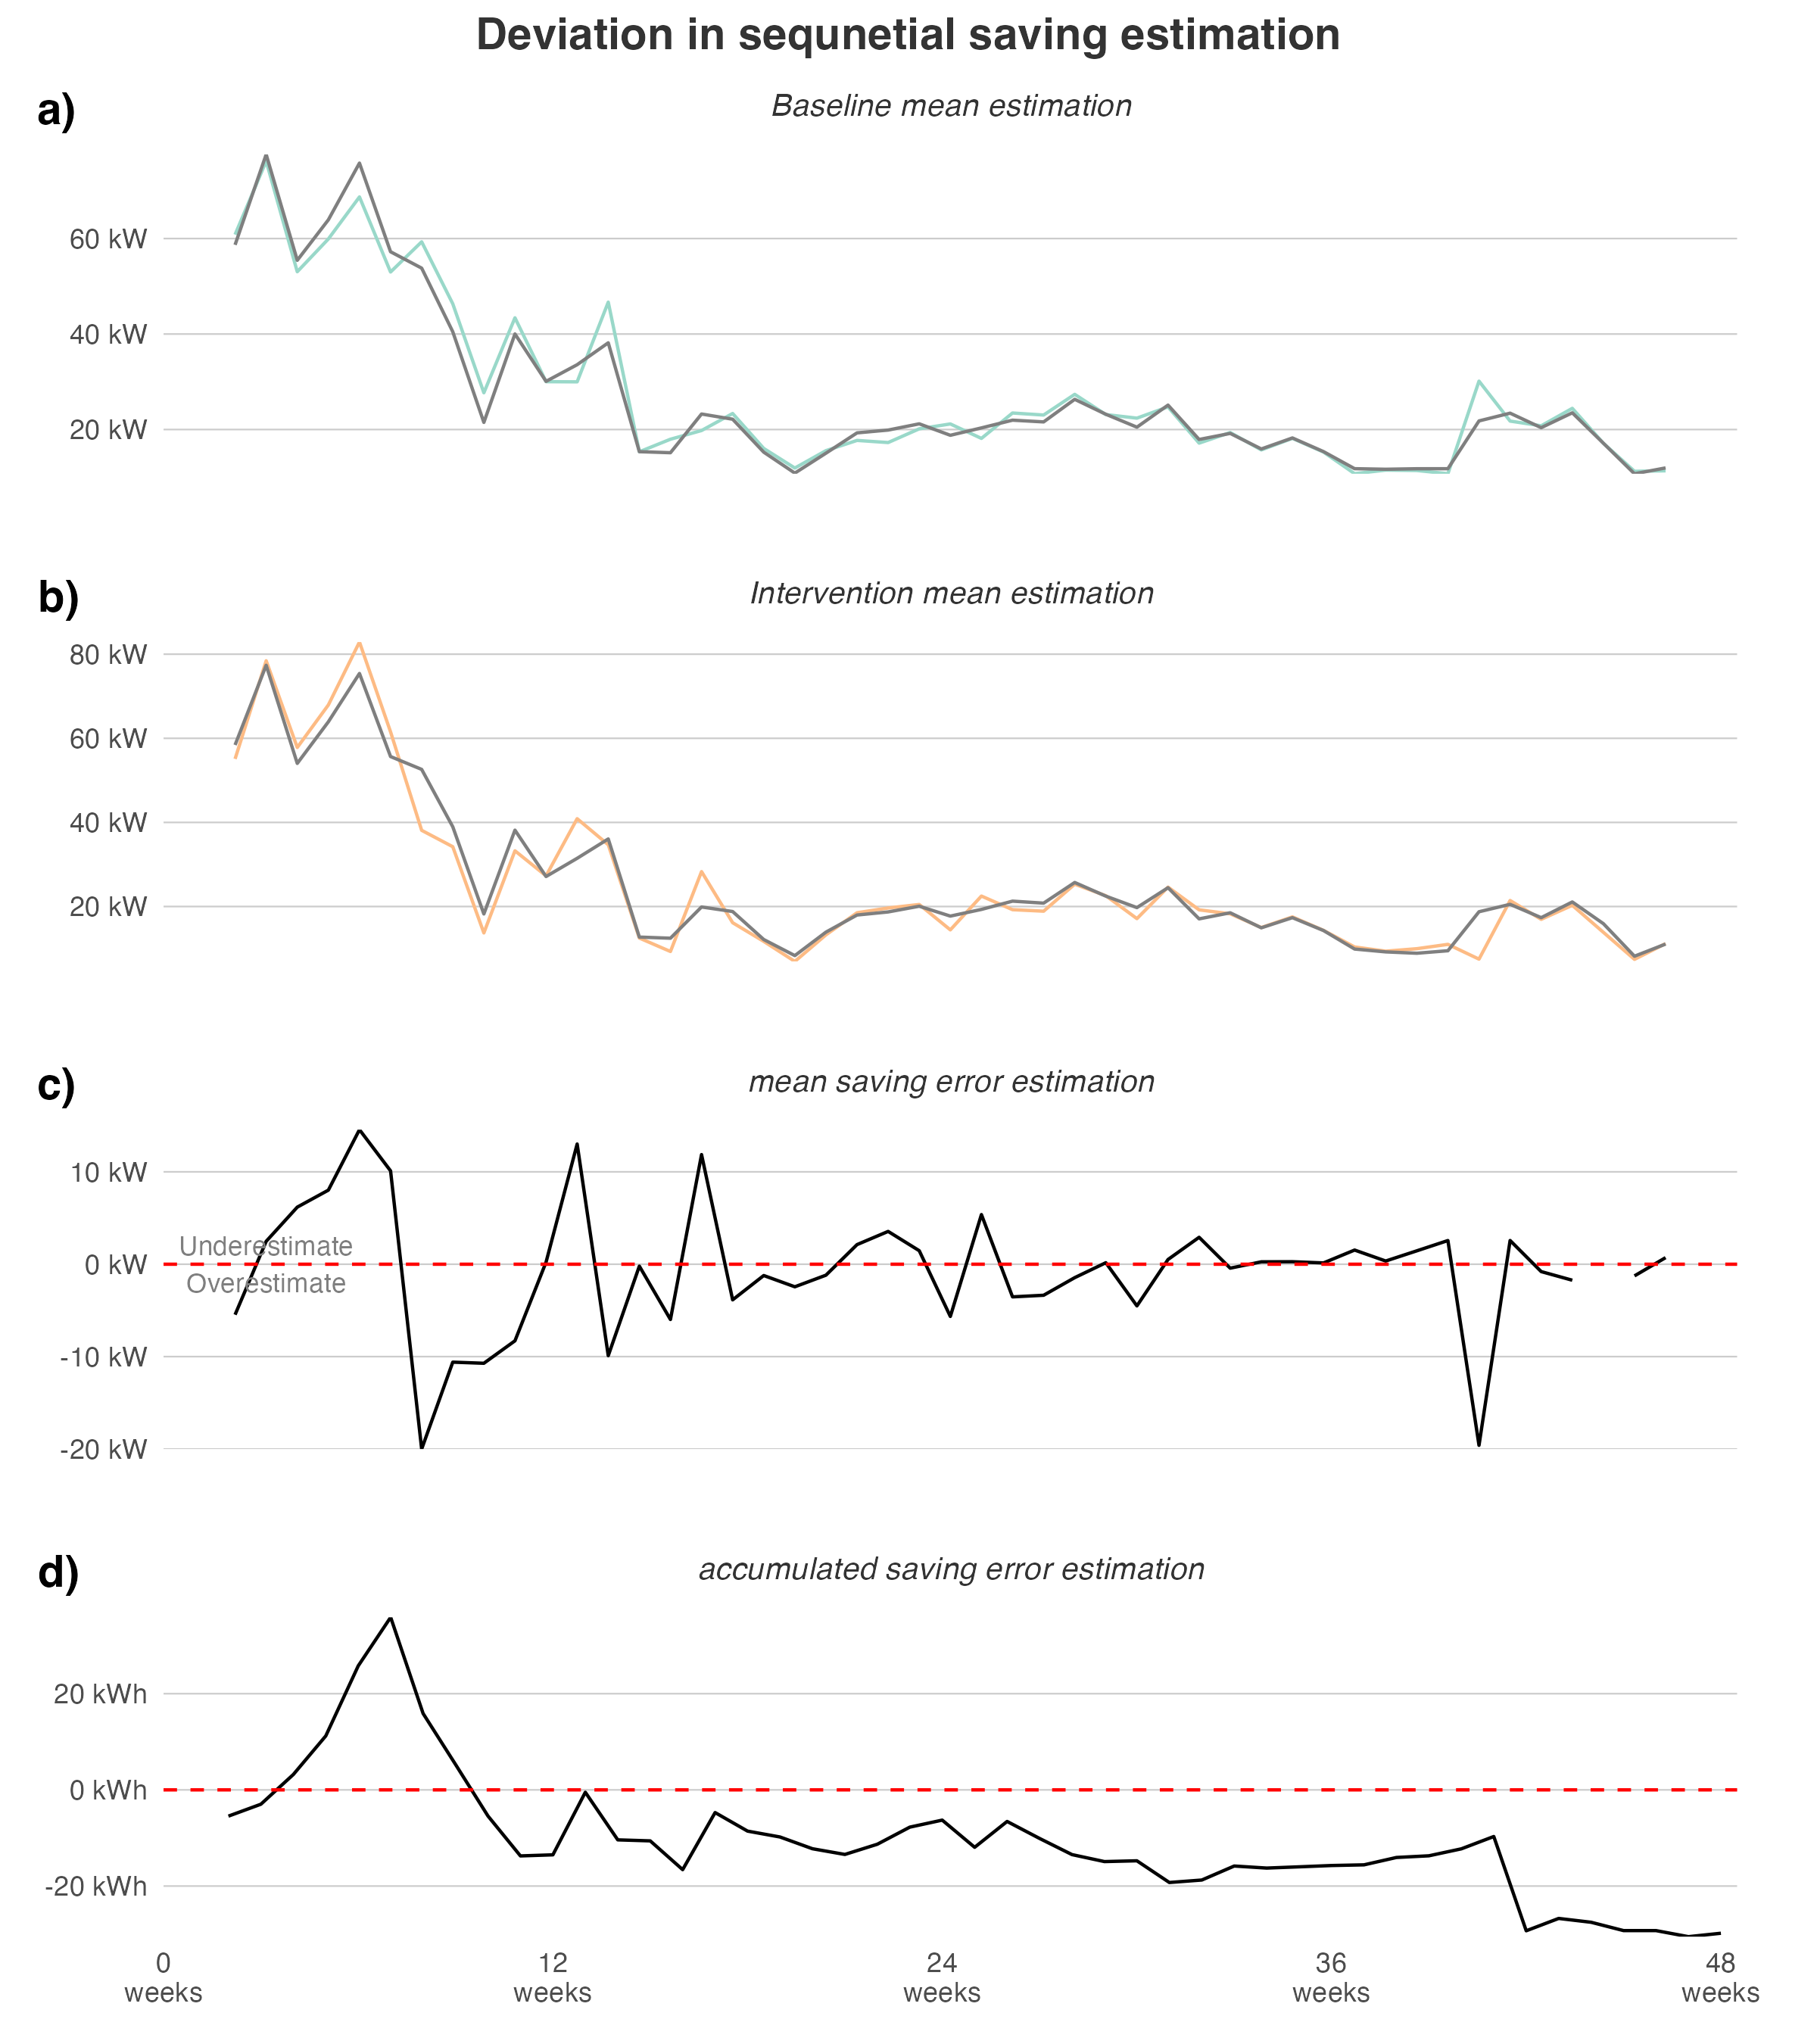 Deviation in sequnetial saving estimation
a)
Baseline mean estimation
60 kW
40 kW
20 kW
b)
Intervention mean estimation
80 kW
60 kW
40 kW
20 kW
c)
mean saving error estimation
10 kW
Underestimate
0 kW
Overestimate
-10 kW
-20 kW
d)
accumulated saving error estimation
20 kWh
0 kWh
-20 kWh
0 12 24 36 48
weeks weeks weeks weeks weeks